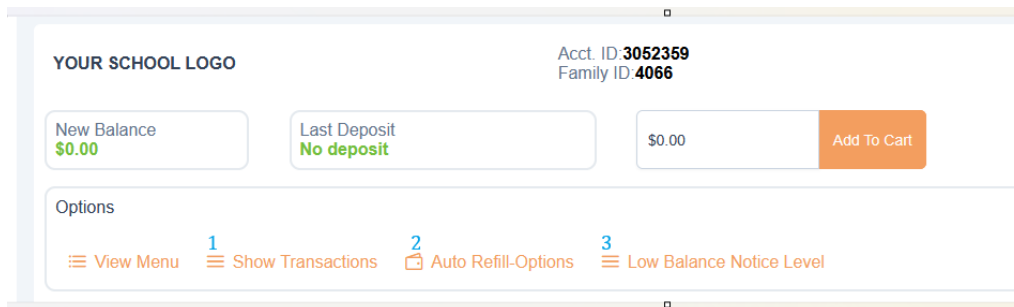 YOUR SCHOOL LOGO
Acct. ID:3052359
Family ID:4066
New Balance
$0.00
Last Deposit
No deposit
$0.00
Add To Cart
Options
1 2 3
View Menu Show Transactions Auto Refill-Options Low Balance Notice Level